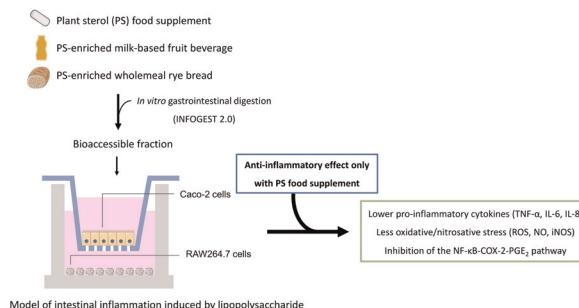 Plant sterol (PS) food supplement
PS-enriched milk-based fruit beverage
PS-enriched wholemeal rye bread
In vitro gastrointestinal digestion
(INFOGEST 2.0)
Bioaccessible fraction
Caco-2 cells
RAW264.7 cells
Anti-inflammatory effect only
with PS food supplement
Lower pro-inflammatory cytokines (TNF-α, IL-6, IL-8
Less oxidative/nitrosative stress (ROS, NO, iNOS)
Inhibition of the NF-κB-COX-2-PGE₂ pathway
Model of intestinal inflammation induced by lipopolysaccharide